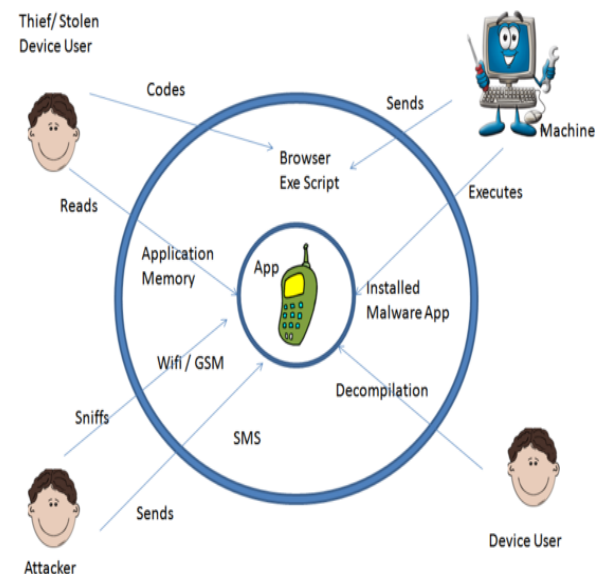 Thief/ Stolen
Device User
Codes
Sends
Machine
Browser
Exe Script
Executes
Reads
Application
Memory
App
Installed
Malware App
Wifi / GSM
Decompilation
Sniffs
SMS
Sends
Device User
Attacker